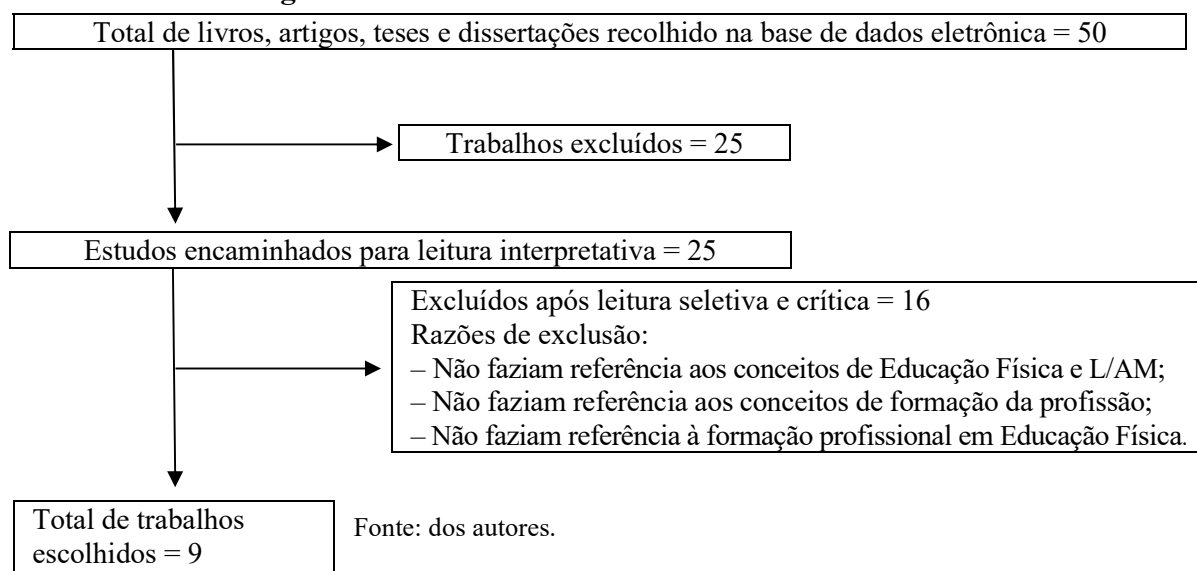 Total de livros, artigos, teses e dissertações recolhido na base de dados eletrônica = 50
Trabalhos excluídos = 25
Estudos encaminhados para leitura interpretativa = 25
Excluídos após leitura seletiva e crítica = 16
Razões de exclusão:
– Não faziam referência aos conceitos de Educação Física e L/AM;
– Não faziam referência aos conceitos de formação da profissão;
– Não faziam referência à formação profissional em Educação Física.
Total de trabalhos
escolhidos = 9
Fonte: dos autores.